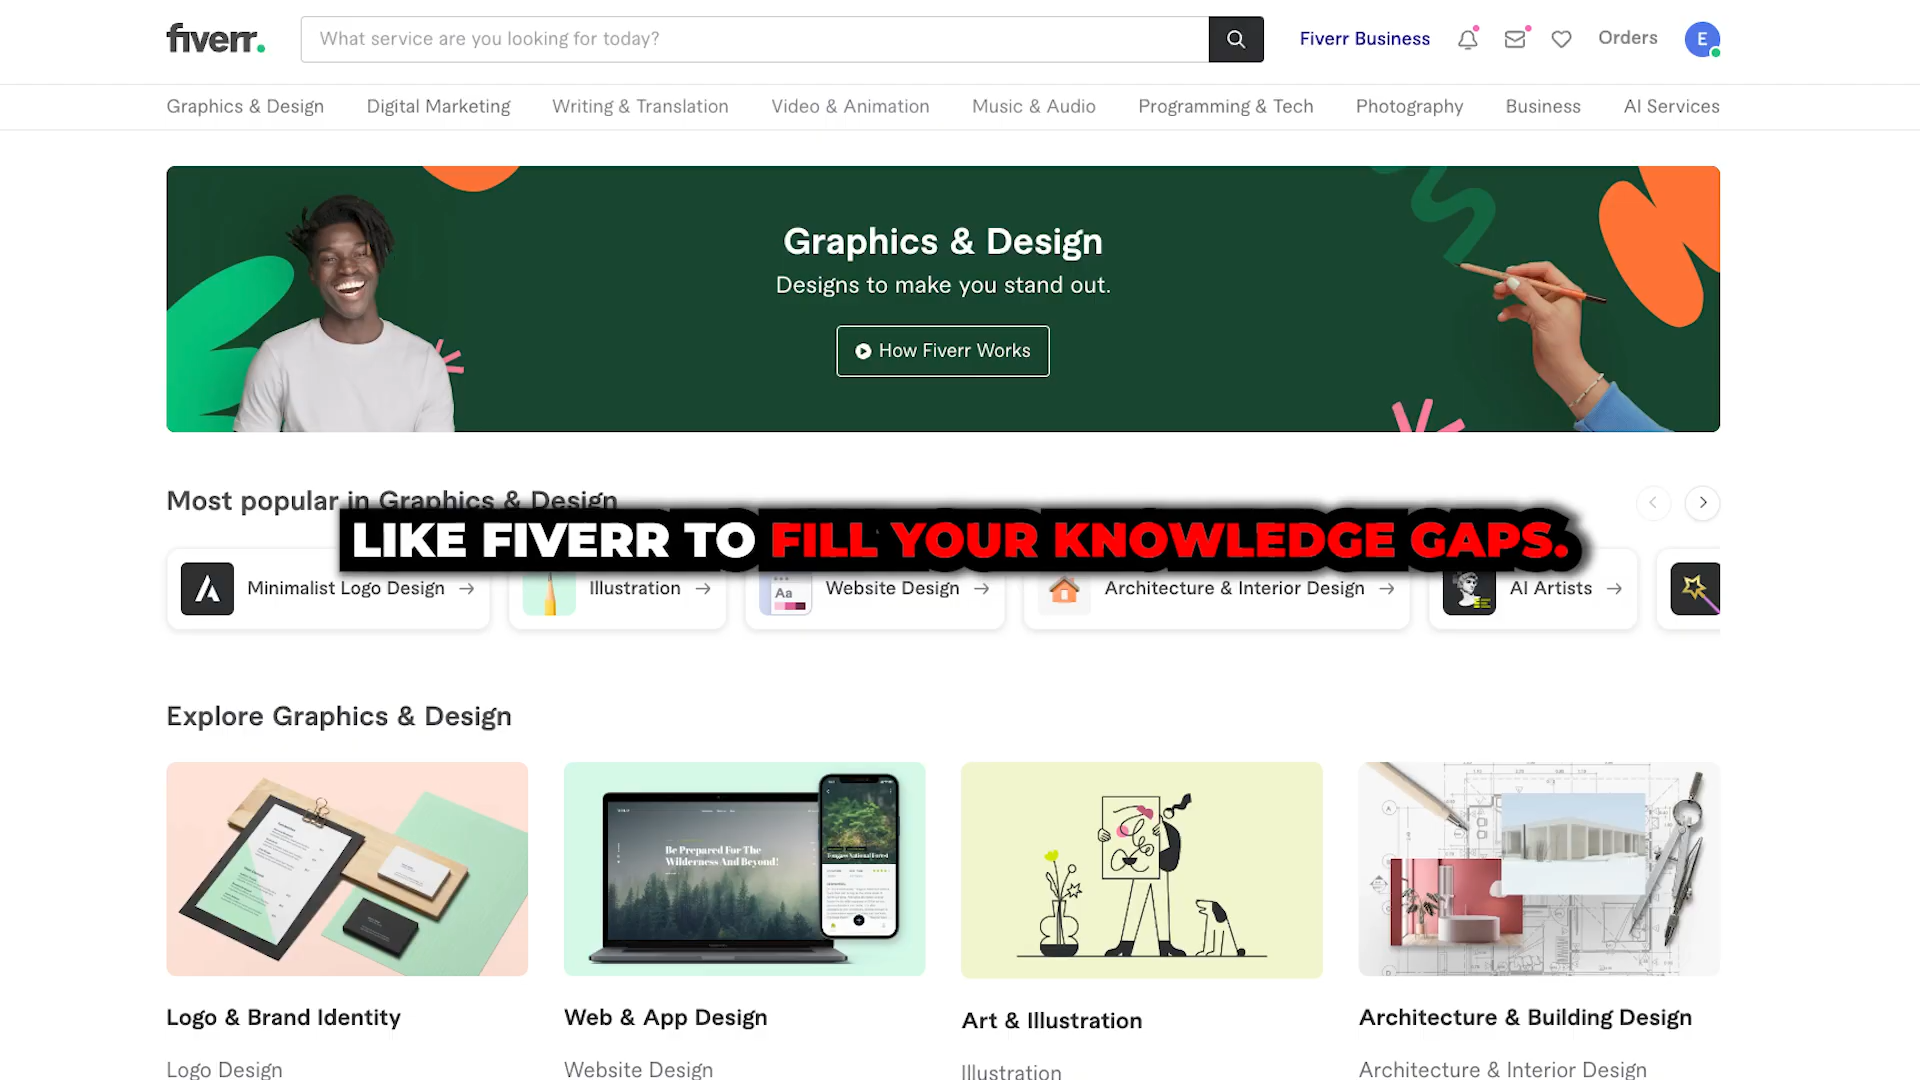 fiverr.
What service are you looking for today?
Fiverr Business
Orders
E
Graphics & Design
Digital Marketing
Writing & Translation
Video & Animation
Music & Audio
Programming & Tech
Photography
Business
AI Services
Graphics & Design
Designs to make you stand out.
How Fiverr Works
Most popular in Graphics & Design
LIKE FIVERR TO FILL YOUR KNOWLEDGE GAPS.
Minimalist Logo Design
Illustration
Aa
Website Design
Architecture & Interior Design
AI Artists
Explore Graphics & Design
Be Prepared For The
Wilderness And Beyond!
Tongass National Forest
Logo & Brand Identity
Web & App Design
Art & Illustration
Architecture & Building Design
Logo Design
Website Design
Illustration
Architecture & Interior Design